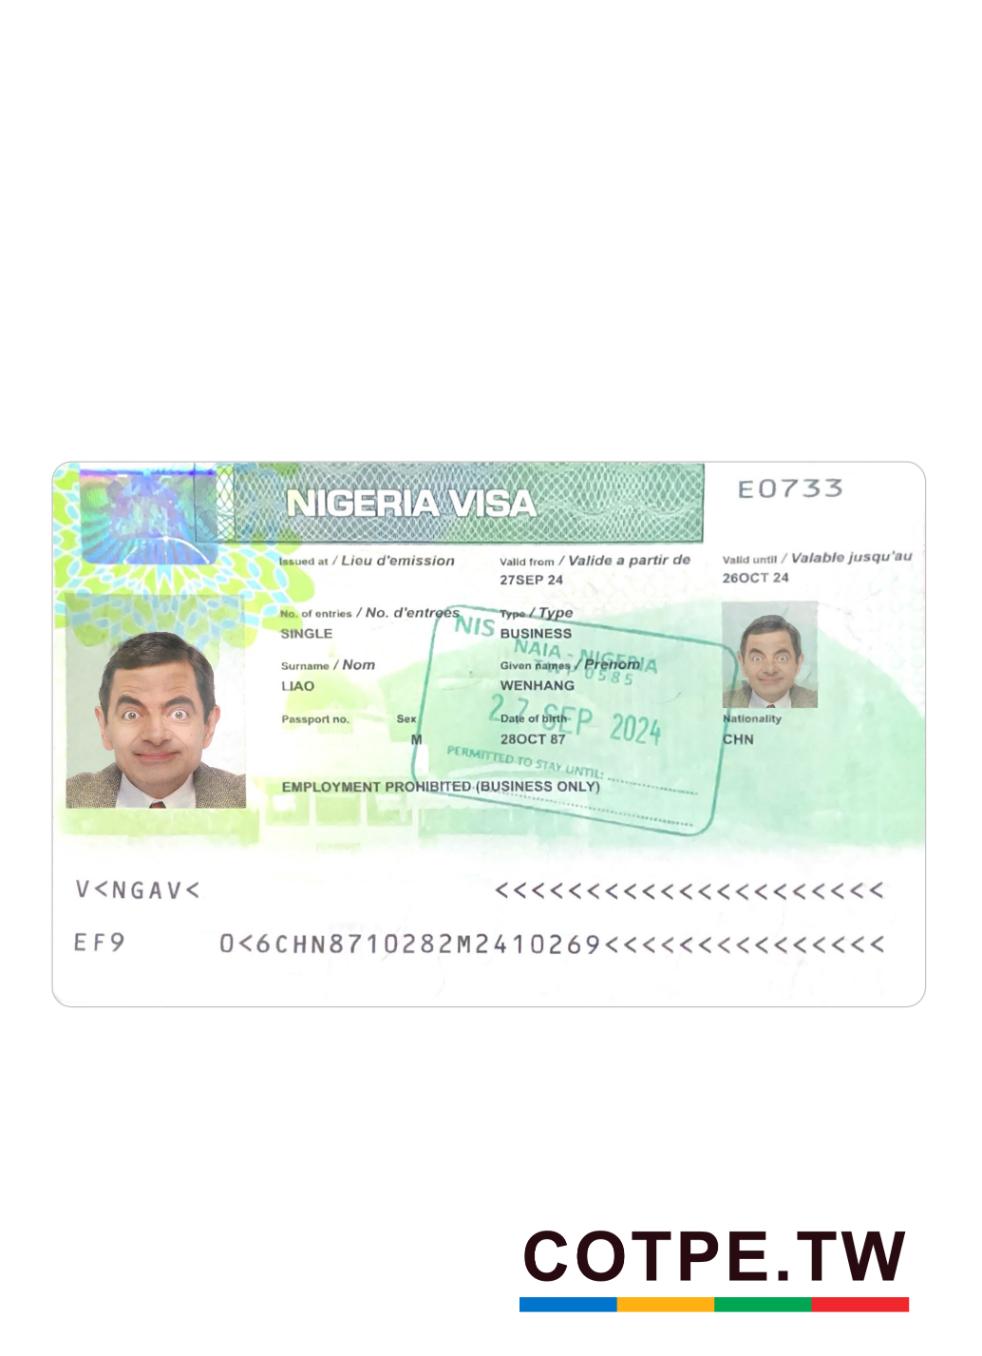 NIGERIA VISA
E0733
Issued at / Lieu d'emission
Valid from / Valide a partir de
Valid until / Valable jusqu'au
27SEP 24
26OCT 24
No. of entries / No. d'entrees
Type / Type
SINGLE
BUSINESS
NIS
NAIA - NIGERIA
0585
Surname / Nom
Given names / Prenom
LIAO
WENHANG
27 SEP 2024
Passport no.
Sex
Date of birth
Nationality
M
28OCT 87
CHN
PERMITTED TO STAY UNTIL:
EMPLOYMENT PROHIBITED (BUSINESS ONLY)
V<NGAV< <<<<<<<<<<<<<<<<<<<<<
EF9 0<6CHN8710282M2410269<<<<<<<<<<<<<<<
COTPE.TW